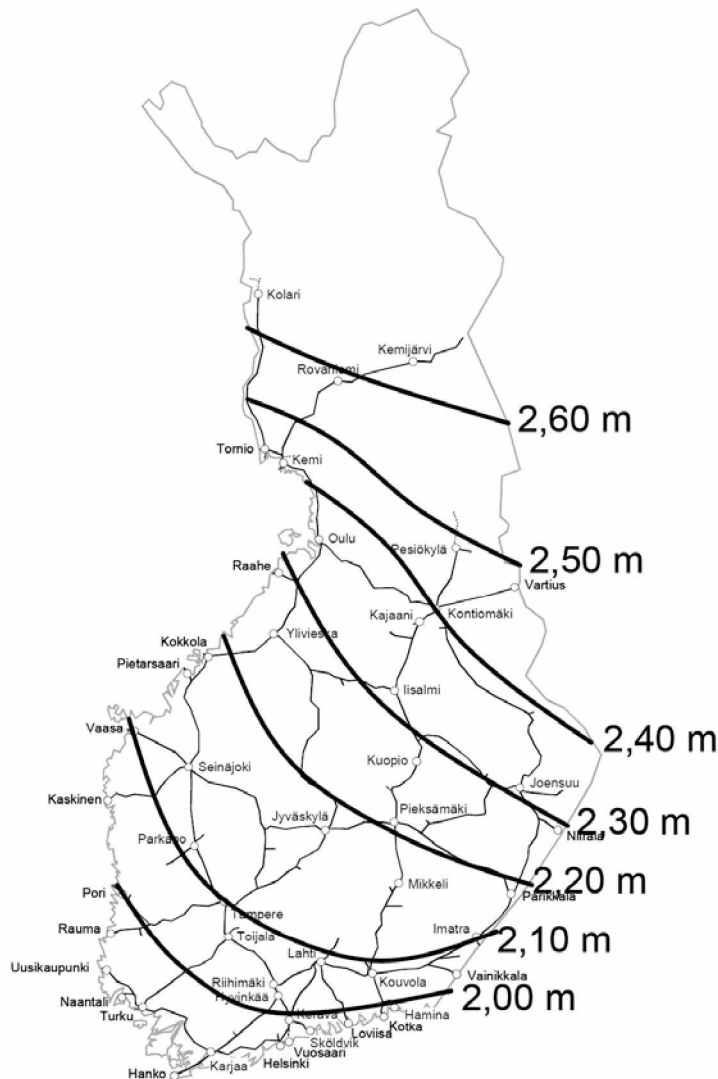 Kolari
Kemijärvi
Rovaniemi
2,60 m
Tornio
Kemi
Oulu
Pesiökylä
2,50 m
Raahe
Vartius
Kajaani
Kontiomäki
Kokkola
Ylivieska
Pietarsaari
Iisalmi
Vaasa
2,40 m
Seinäjoki
Kuopio
Joensuu
Kaskinen
Jyväskylä
Pieksämäki
2,30 m
Niirala
Parkano
2,20 m
Pori
Mikkeli
Parikkala
Tampere
Rauma
Toijala
Imatra
2,10 m
Lahti
Uusikaupunki
Vainikkala
Riihimäki
Kouvola
Naantali
Hyvinkää
2,00 m
Turku
Kerava
Hamina
Loviisa
Kotka
Sköldvik
Vuosaari
Karjaa
Helsinki
Hanko